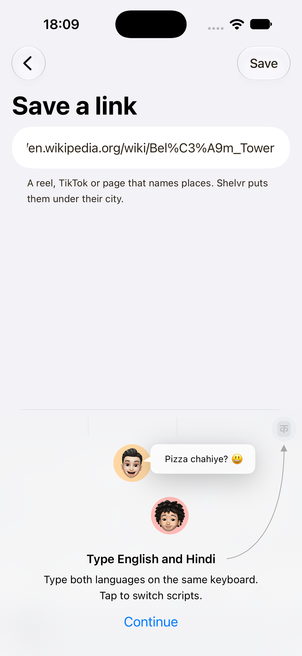 18:09
Save
Save a link
'en.wikipedia.org/wiki/Bel%C3%A9m_Tower
A reel, TikTok or page that names places. Shelvr puts
them under their city.
क
Pizza chahiye? 😃
Type English and Hindi
Type both languages on the same keyboard.
Tap to switch scripts.
Continue